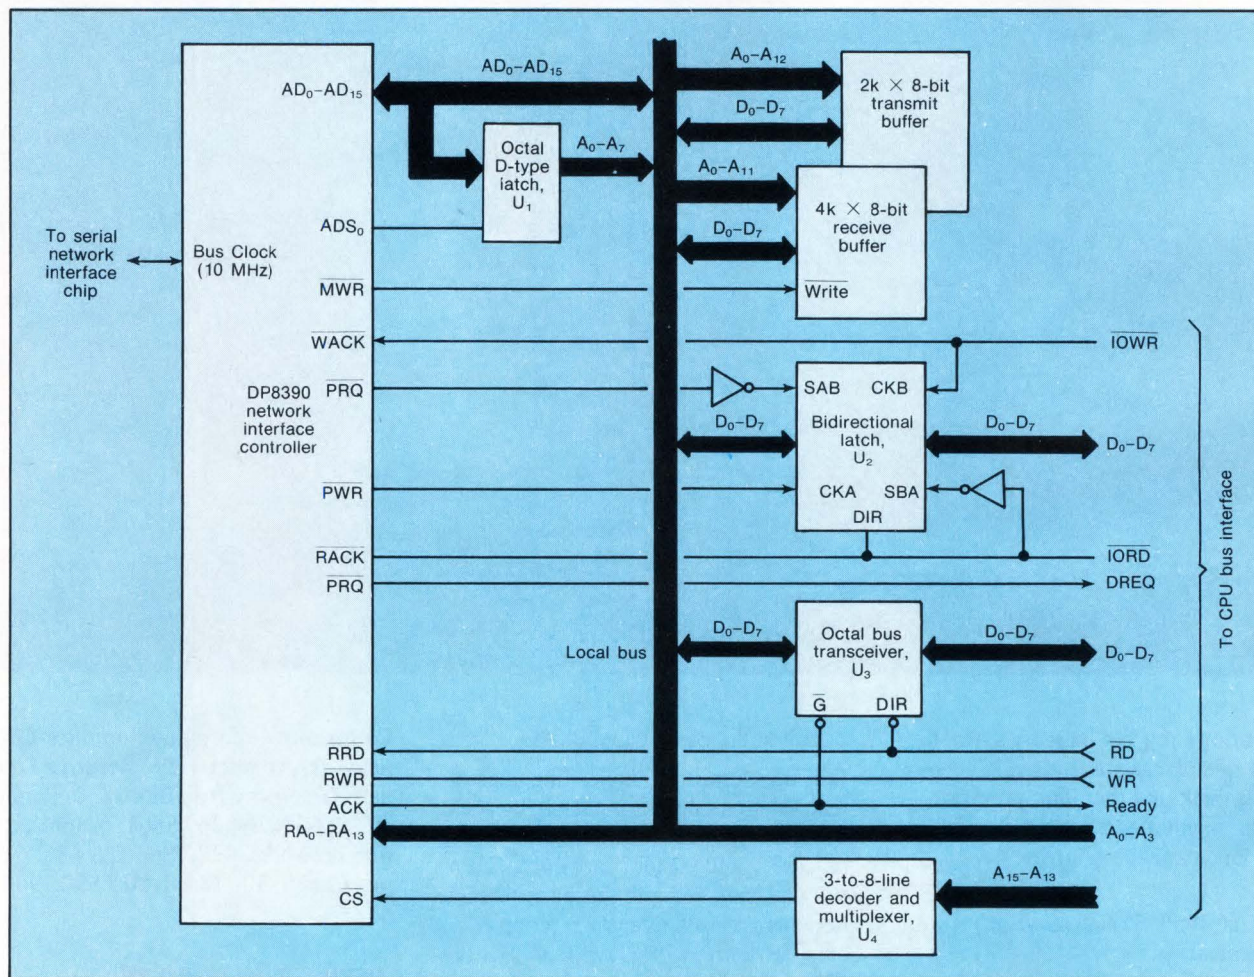 AD₀–AD₁₅
AD₀–AD₁₅
A₀–A₁₂
2k × 8-bit
transmit
buffer
D₀–D₇
Octal
D-type
iatch,
U₁
A₀–A₇
A₀–A₁₁
4k × 8-bit
receive
buffer
D₀–D₇
ADS₀
To serial
network
interface
chip
Bus Clock
(10 MHz)
MWR
Write
WACK
IOWR
PRQ
SAB
CKB
DP8390
network
interface
controller
D₀–D₇
Bidirectional
latch,
U₂
D₀–D₇
D₀–D₇
PWR
CKA
SBA
DIR
RACK
IORD
PRQ
DREQ
To CPU bus interface
Local bus
D₀–D₇
Octal bus
transceiver,
U₃
D₀–D₇
D₀–D₇
G
DIR
RRD
RD
RWR
WR
ACK
Ready
RA₀–RA₁₃
A₀–A₃
CS
3-to-8-line
decoder and
multiplexer,
U₄
A₁₅–A₁₃